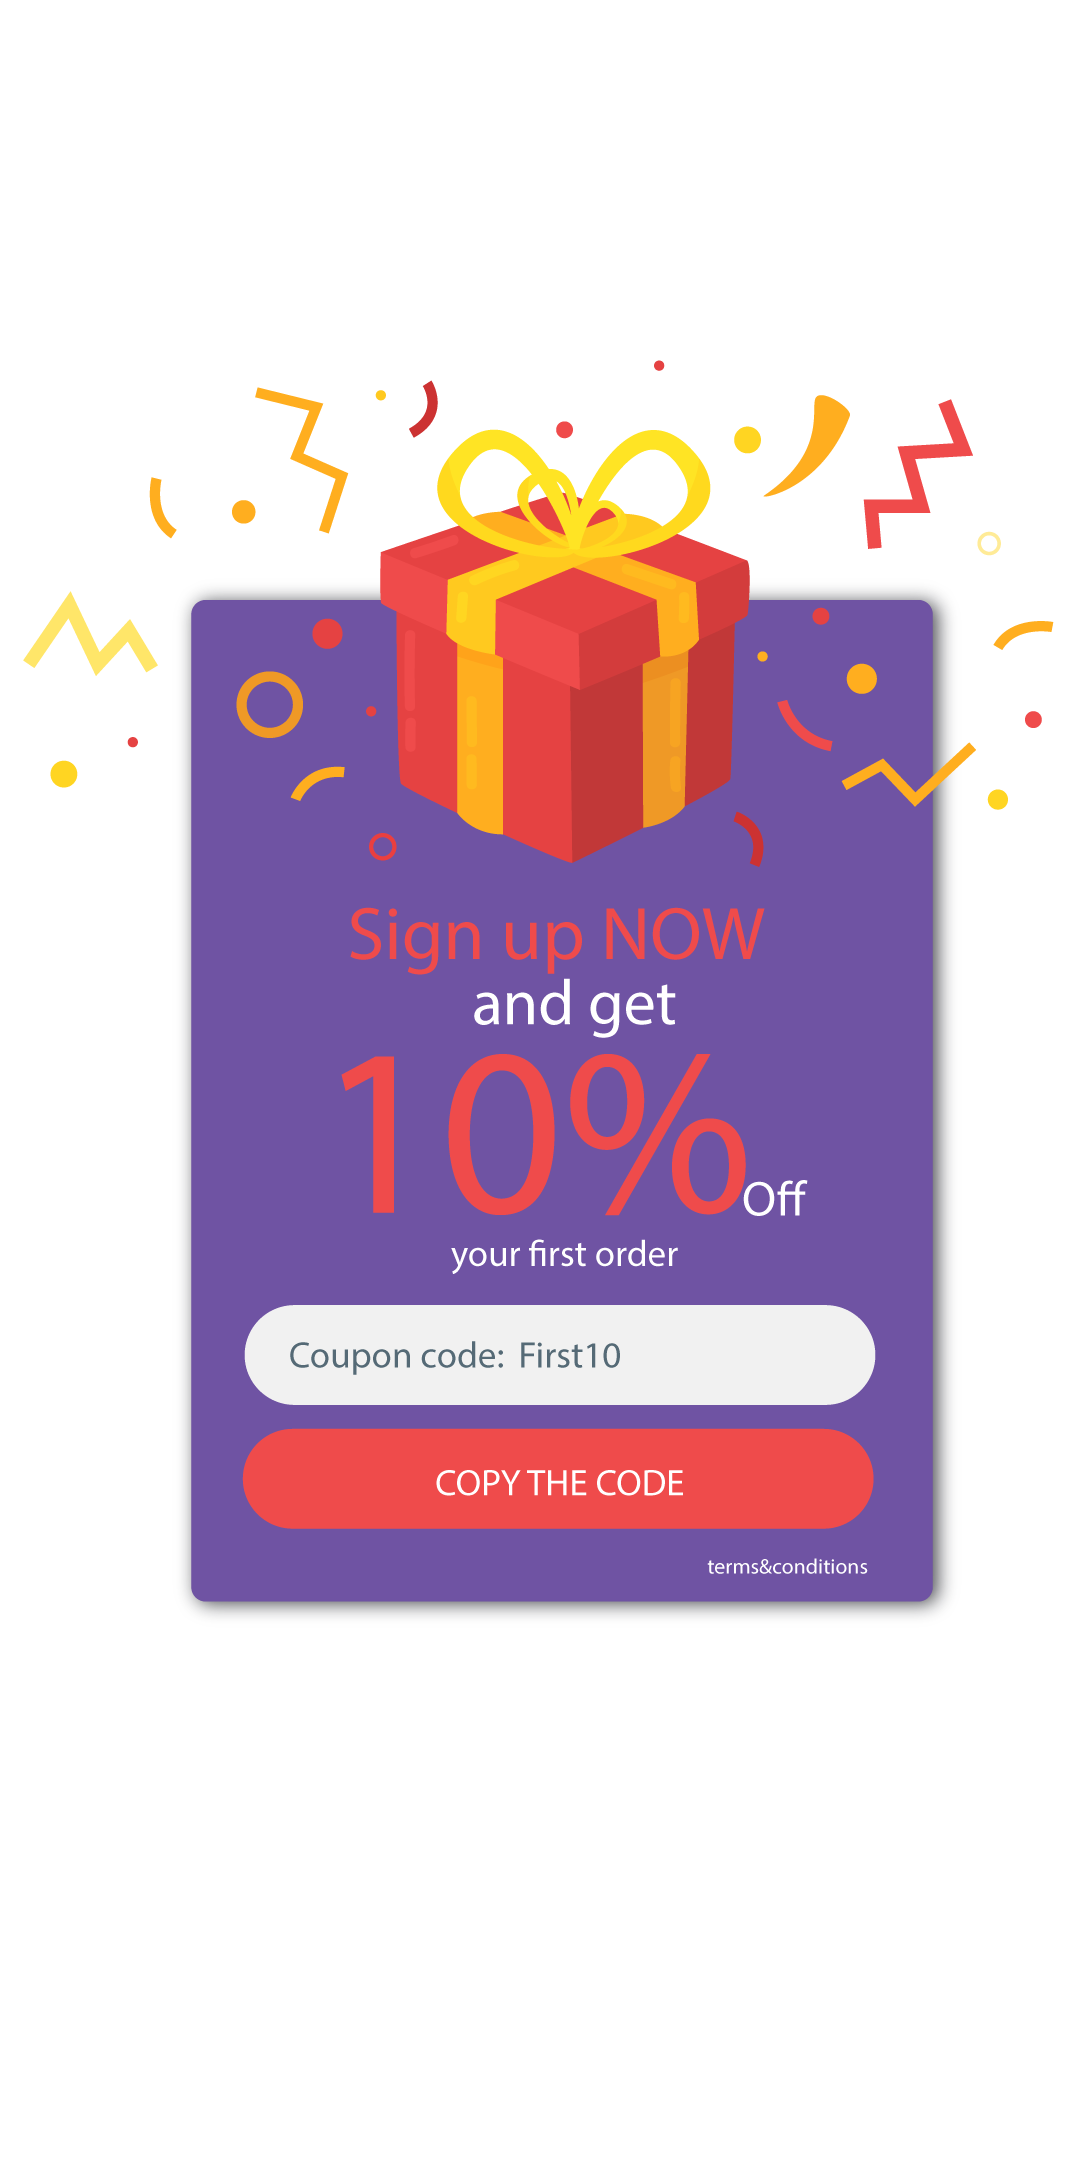 Sign up NOW
and get
10% Off
your first order
Coupon code: First10
COPY THE CODE
terms&conditions